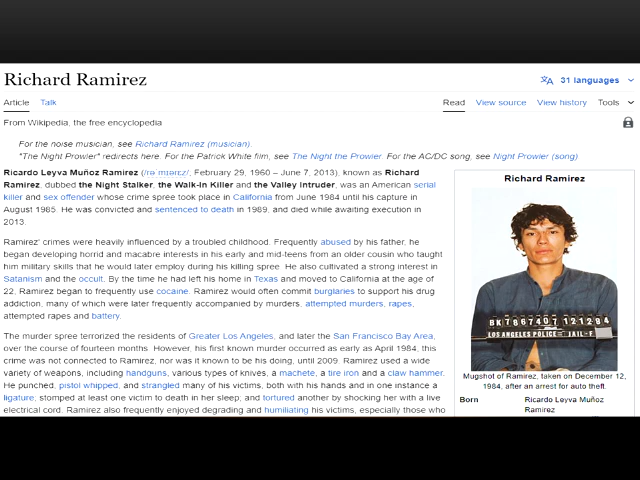 Richard Ramirez
31 languages
Article Talk Read View source View history Tools
From Wikipedia, the free encyclopedia
For the noise musician, see Richard Ramirez (musician).
"The Night Prowler" redirects here. For the Patrick White film, see The Night the Prowler. For the AC/DC song, see Night Prowler (song)
Ricardo Leyva Muñoz Ramirez (/rəˈmɪərɛz/, February 29, 1960 – June 7, 2013), known as Richard
Ramirez, dubbed the Night Stalker, the Walk-In Killer and the Valley Intruder, was an American serial
killer and sex offender whose crime spree took place in California from June 1984 until his capture in
August 1985. He was convicted and sentenced to death in 1989, and died while awaiting execution in
2013.
Ramirez' crimes were heavily influenced by a troubled childhood. Frequently abused by his father, he
began developing horrid and macabre interests in his early and mid-teens from an older cousin who taught
him military skills that he would later employ during his killing spree. He also cultivated a strong interest in
Satanism and the occult. By the time he had left his home in Texas and moved to California at the age of
22, Ramirez began to frequently use cocaine. Ramirez would often commit burglaries to support his drug
addiction, many of which were later frequently accompanied by murders, attempted murders, rapes,
attempted rapes and battery.
The murder spree terrorized the residents of Greater Los Angeles, and later the San Francisco Bay Area,
over the course of fourteen months. However, his first known murder occurred as early as April 1984, this
crime was not connected to Ramirez, nor was it known to be his doing, until 2009. Ramirez used a wide
variety of weapons, including handguns, various types of knives, a machete, a tire iron and a claw hammer.
He punched, pistol whipped, and strangled many of his victims, both with his hands and in one instance a
ligature; stomped at least one victim to death in her sleep; and tortured another by shocking her with a live
electrical cord. Ramirez also frequently enjoyed degrading and humiliating his victims, especially those who
Richard Ramirez
BK 7867407 121284
LOS ANGELES POLICE JAIL-F
Mugshot of Ramirez, taken on December 12,
1984, after an arrest for auto theft.
Born Ricardo Leyva Muñoz
Ramirez